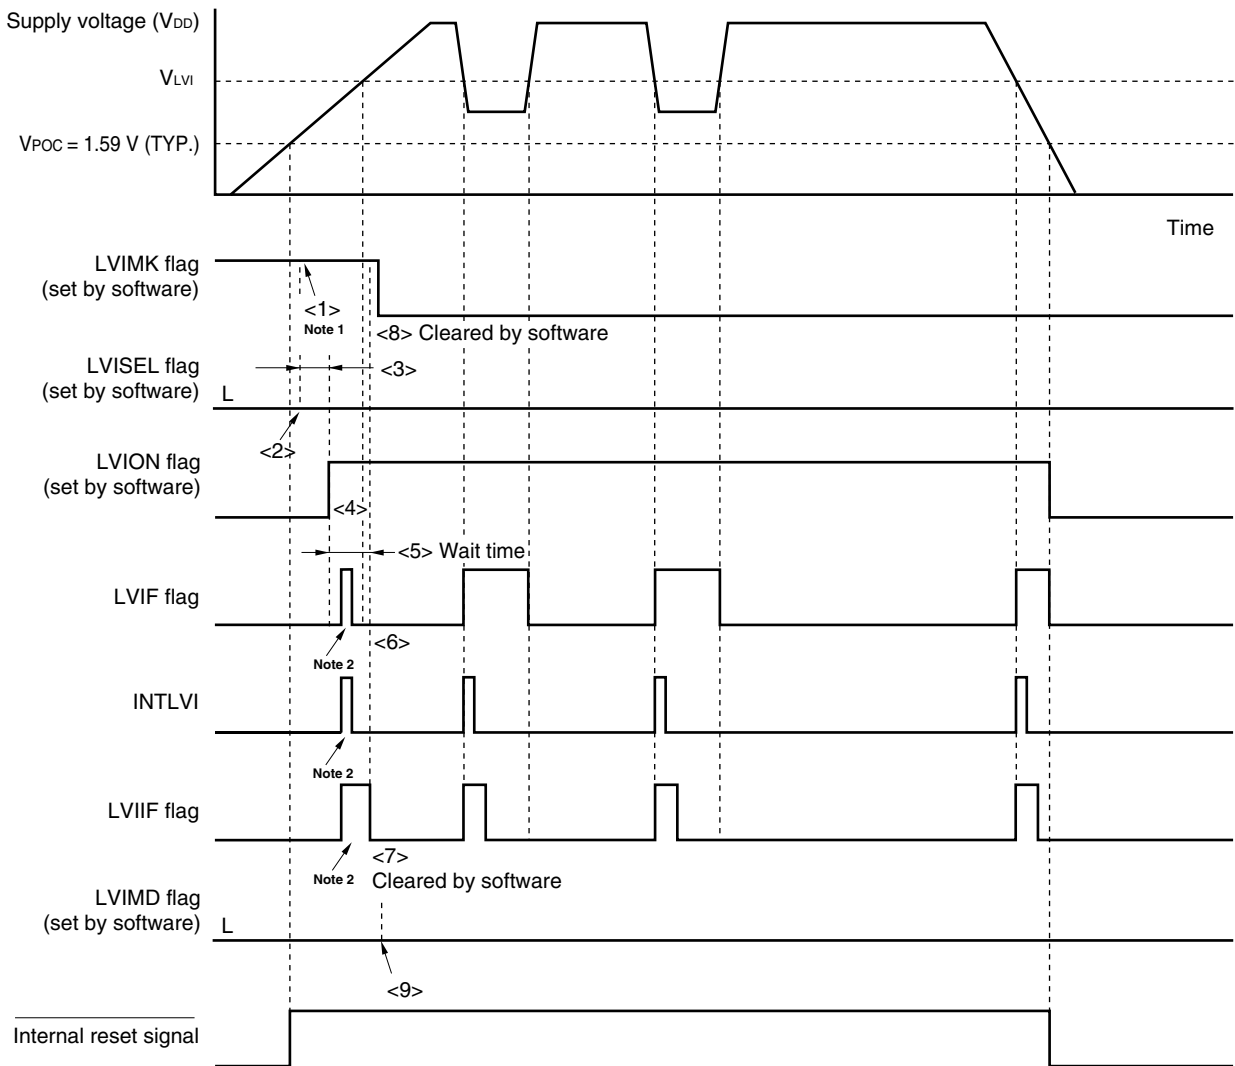 Supply voltage (VDD)
VLVI
VPOC = 1.59 V (TYP.)
Time
LVIMK flag
(set by software)
<1>
Note 1
<8> Cleared by software
LVISEL flag
(set by software)
L
<3>
<2>
LVION flag
(set by software)
<4>
<5> Wait time
LVIF flag
<6>
Note 2
INTLVI
Note 2
LVIIF flag
Note 2
<7>
Cleared by software
LVIMD flag
(set by software)
L
<9>
Internal reset signal